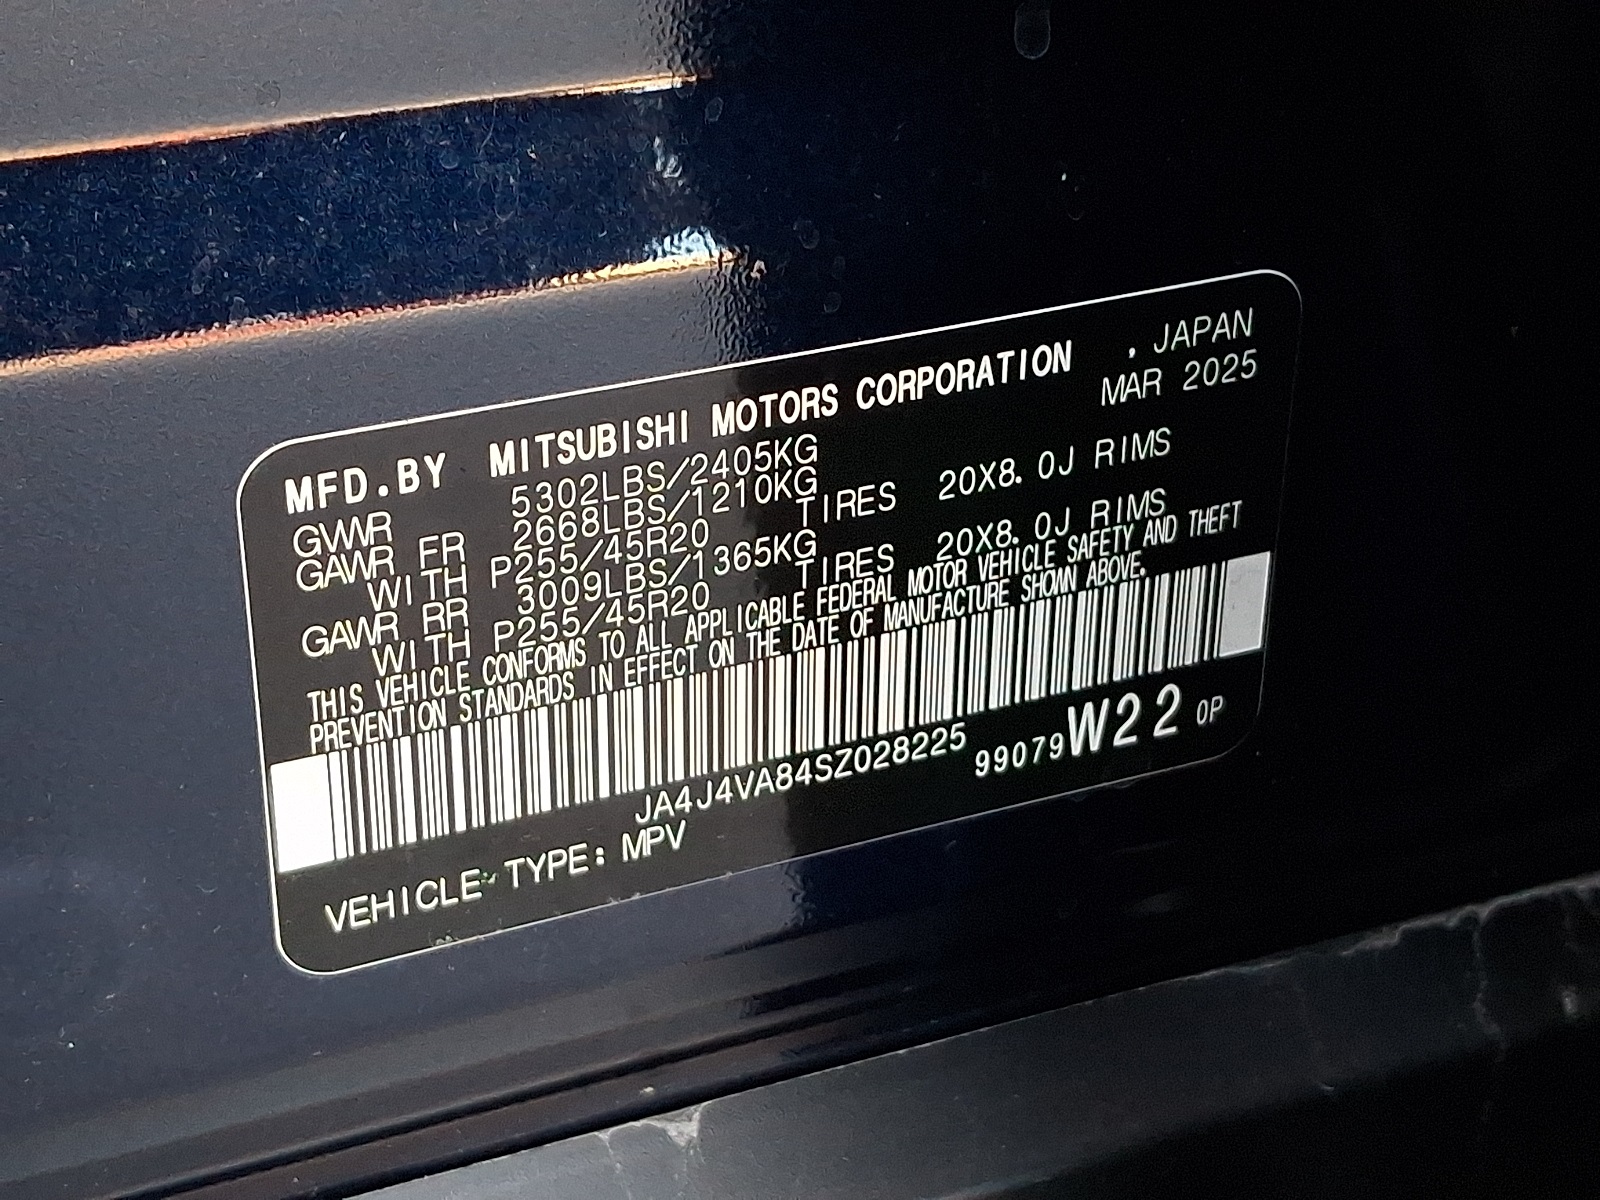 MFD.BY MITSUBISHI MOTORS CORPORATION , JAPAN
MAR 2025
GVWR 5302LBS/2405KG
GAWR FR 2668LBS/1210KG
WITH P255/45R20 TIRES 20X8.0J RIMS
GAWR RR 3009LBS/1365KG
WITH P255/45R20 TIRES 20X8.0J RIMS
THIS VEHICLE CONFORMS TO ALL APPLICABLE FEDERAL MOTOR VEHICLE SAFETY AND THEFT
PREVENTION STANDARDS IN EFFECT ON THE DATE OF MANUFACTURE SHOWN ABOVE.
JA4J4VA84SZ028225 99079 W22 0P
VEHICLE TYPE: MPV